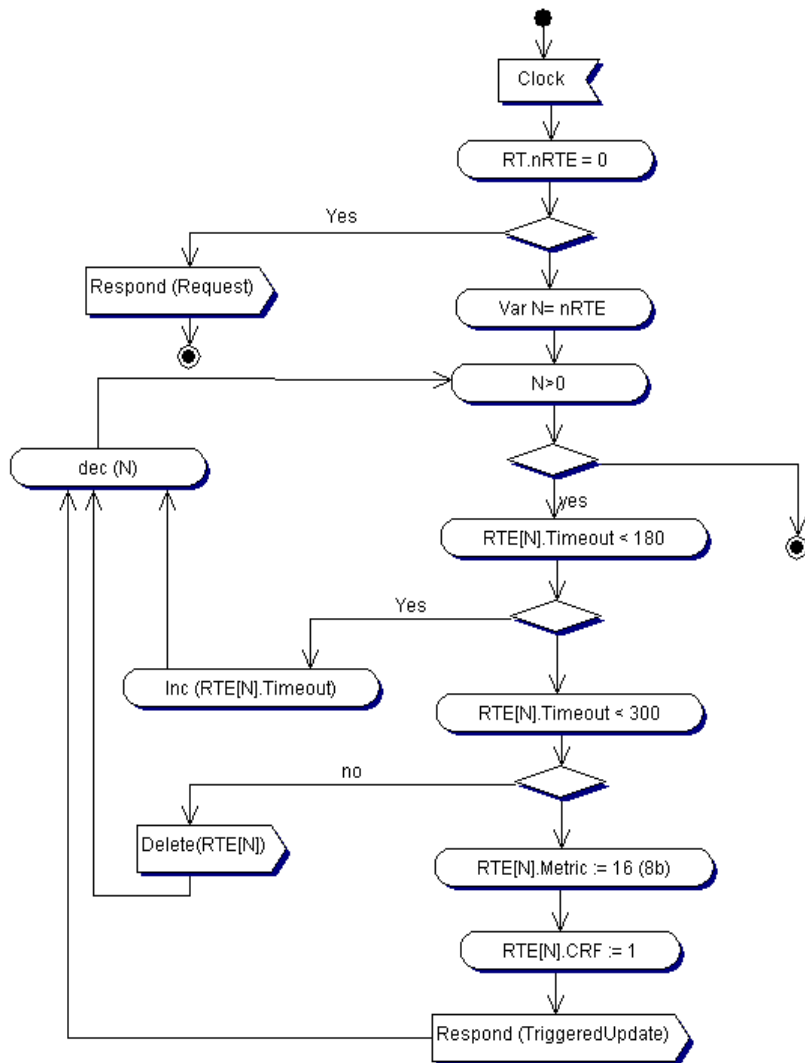 Clock
RT.nRTE = 0
Yes
Respond (Request)
Var N= nRTE
N>0
dec (N)
yes
RTE[N].Timeout < 180
Yes
Inc (RTE[N].Timeout)
RTE[N].Timeout < 300
no
Delete(RTE[N])
RTE[N].Metric := 16 (8b)
RTE[N].CRF := 1
Respond (TriggeredUpdate)